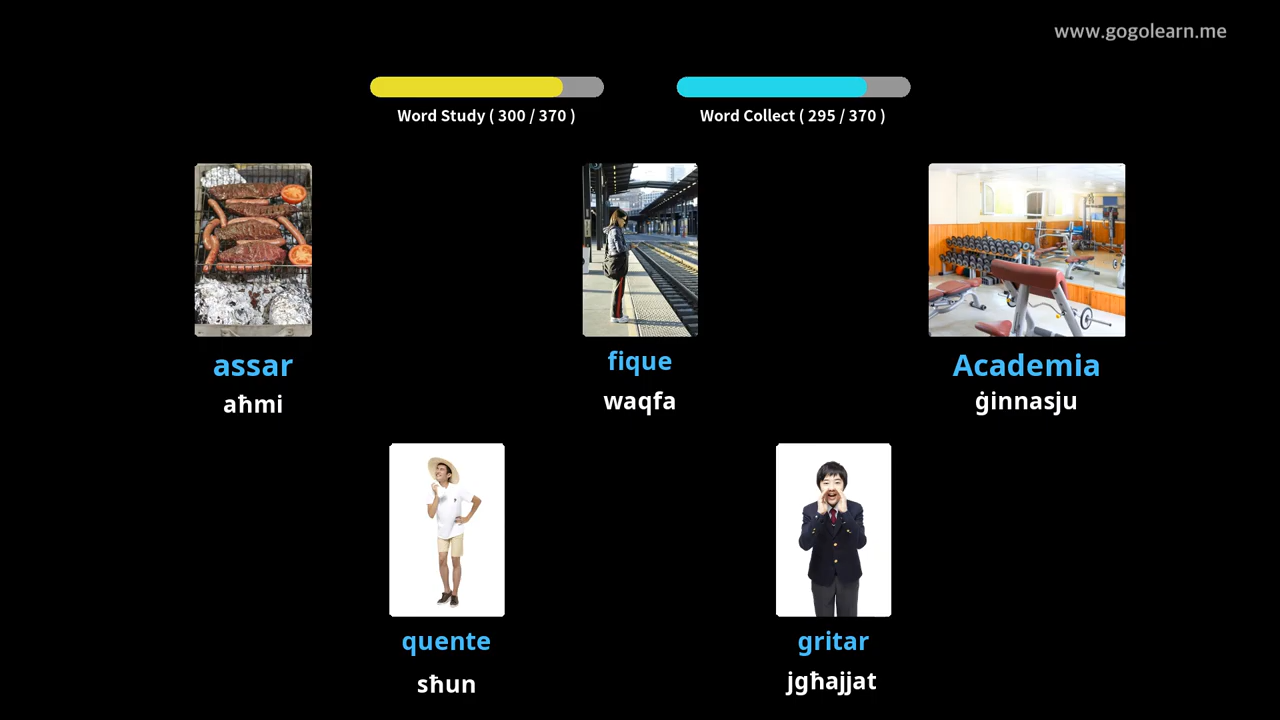 www.gogolearn.me
Word Study ( 300 / 370 )
Word Collect ( 295 / 370 )
assar
aħmi
fique
waqfa
Academia
ġinnasju
quente
sħun
gritar
jgħajjat